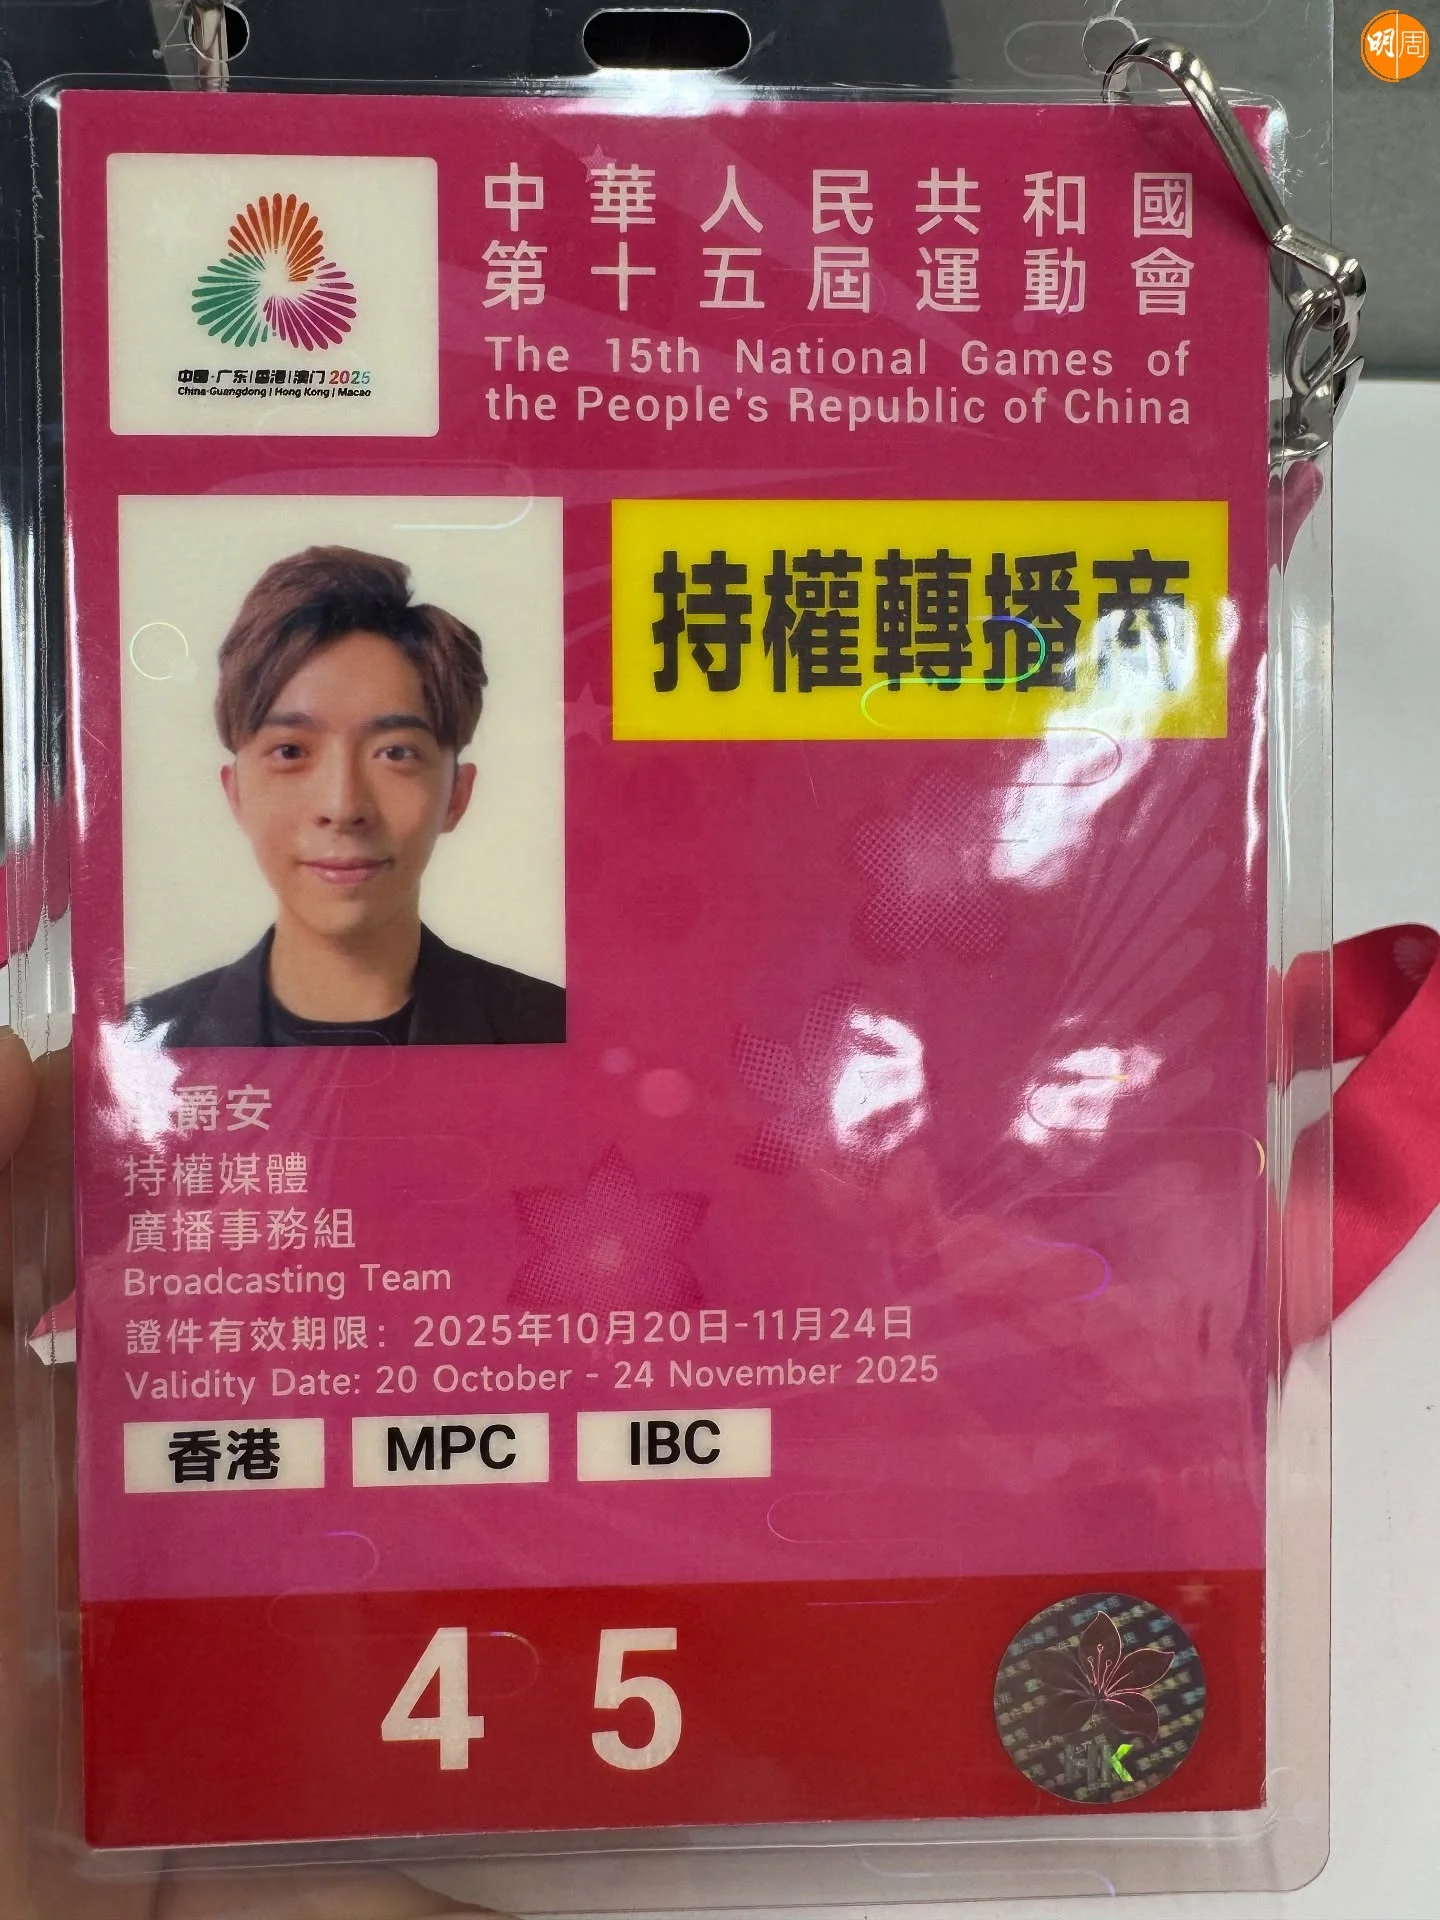 明周
中華人民共和國
第十五屆運動會
The 15th National Games of
the People's Republic of China
中国·广东|香港|澳门 2025
China·Guangdong | Hong Kong | Macao
持權轉播商
爵安
持權媒體
廣播事務組
Broadcasting Team
證件有效期限：2025年10月20日-11月24日
Validity Date: 20 October - 24 November 2025
香港 MPC IBC
4 5
HK